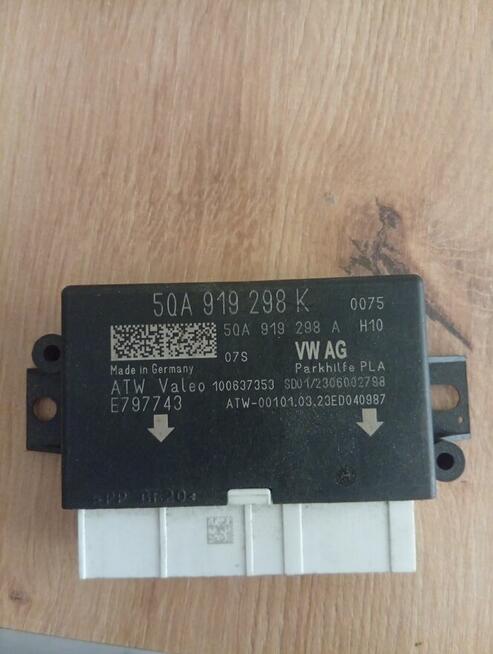 5QA 919 298 K 0075
5QA 919 298 A H10
07S VW AG
Made in Germany Parkhilfe PLA
ATW Valeo 100637353 SD01/2306002798
E797743 ATW-00101.03.23ED040987